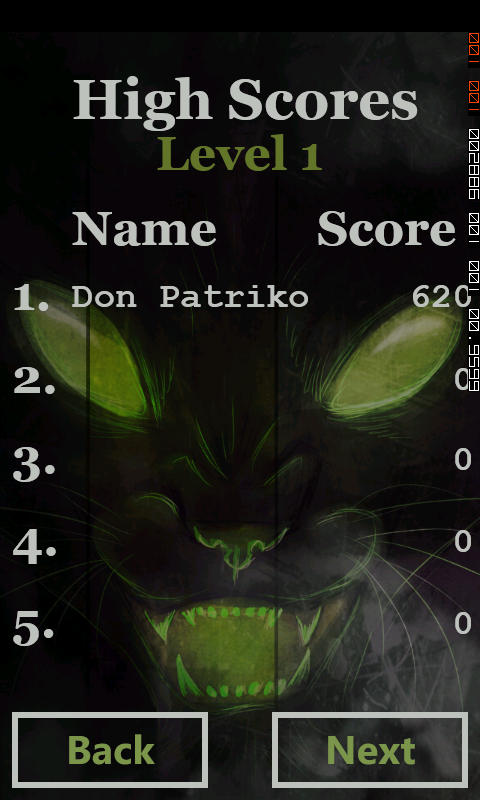 High Scores
Level 1
Name Score
1. Don Patriko 620
2. 0
3. 0
4. 0
5. 0
Back Next